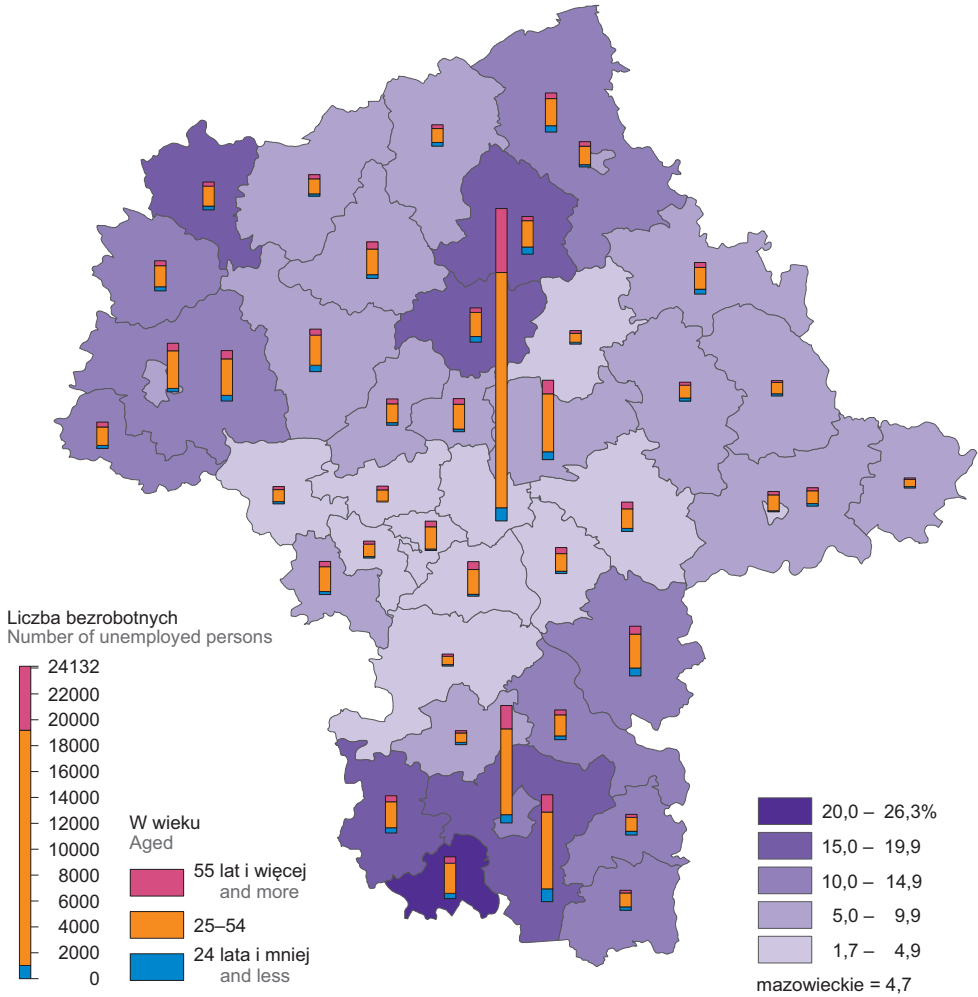 Liczba bezrobotnych
Number of unemployed persons
24132
22000
20000
18000
16000
14000
12000
10000
8000
6000
4000
2000
0
W wieku
Aged
55 lat i więcej
and more
25–54
24 lata i mniej
and less
20,0 – 26,3%
15,0 – 19,9
10,0 – 14,9
5,0 – 9,9
1,7 – 4,9
mazowieckie = 4,7